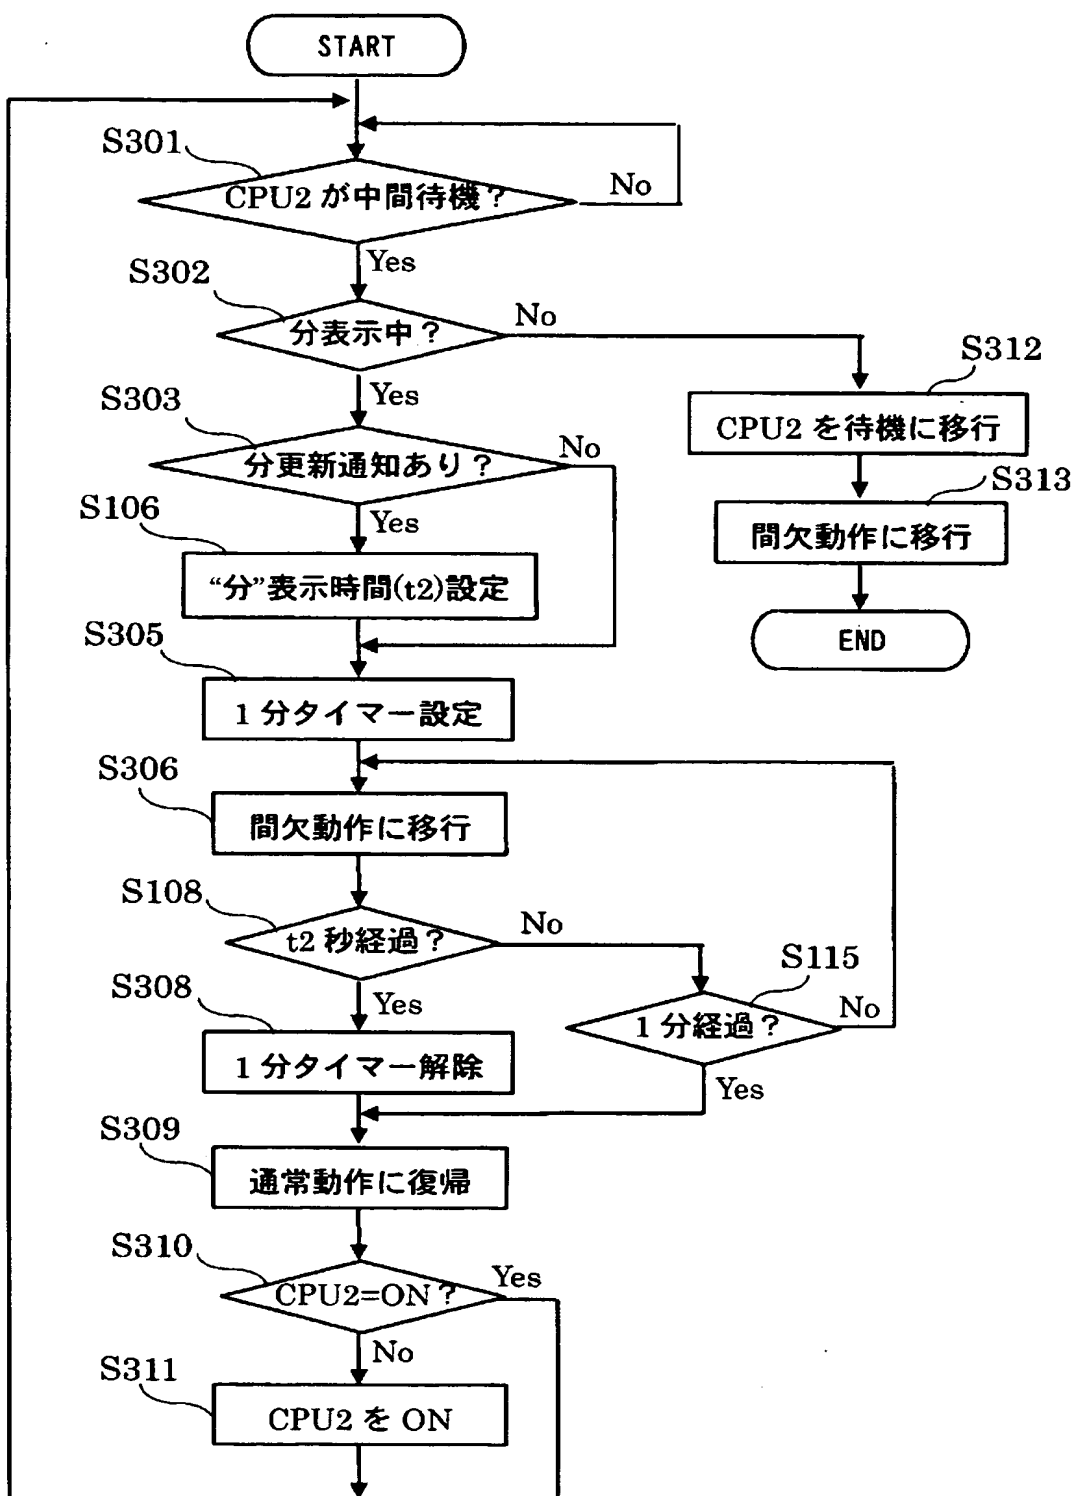 START
S301
CPU2 が中間待機？
No
Yes
S302
分表示中？
No
Yes
S312
CPU2 を待機に移行
S303
分更新通知あり？
No
Yes
S313
間欠動作に移行
S106
“分”表示時間(t2)設定
END
S305
1 分タイマー設定
S306
間欠動作に移行
S108
t2 秒経過？
No
Yes
S115
1 分経過？
No
Yes
S308
1 分タイマー解除
S309
通常動作に復帰
S310
CPU2=ON？
Yes
No
S311
CPU2 を ON